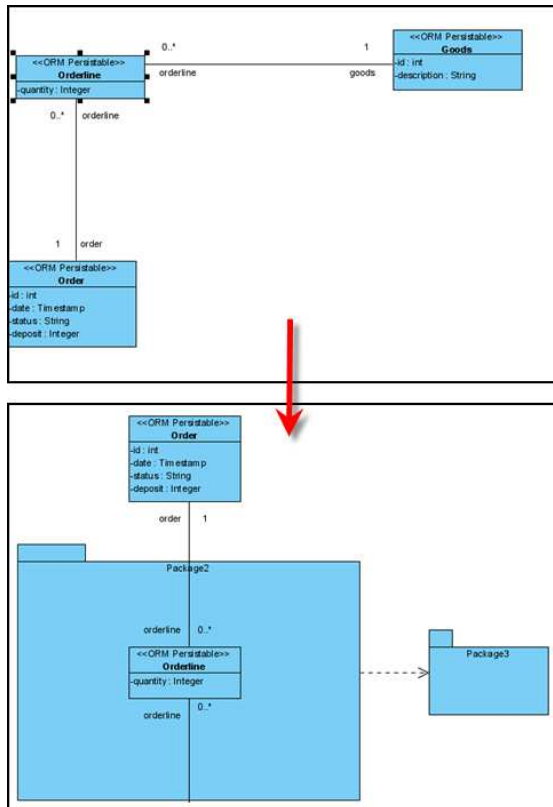 0..*
1
<<ORM Persistable>>
Orderline
-quantity : Integer
orderline
goods
<<ORM Persistable>>
Goods
-id : int
-description : String
0..*
orderline
1
order
<<ORM Persistable>>
Order
-id : int
-date : Timestamp
-status : String
-deposit : Integer
<<ORM Persistable>>
Order
-id : int
-date : Timestamp
-status : String
-deposit : Integer
order
1
Package2
orderline
0..*
<<ORM Persistable>>
Orderline
-quantity : Integer
orderline
0..*
Package3